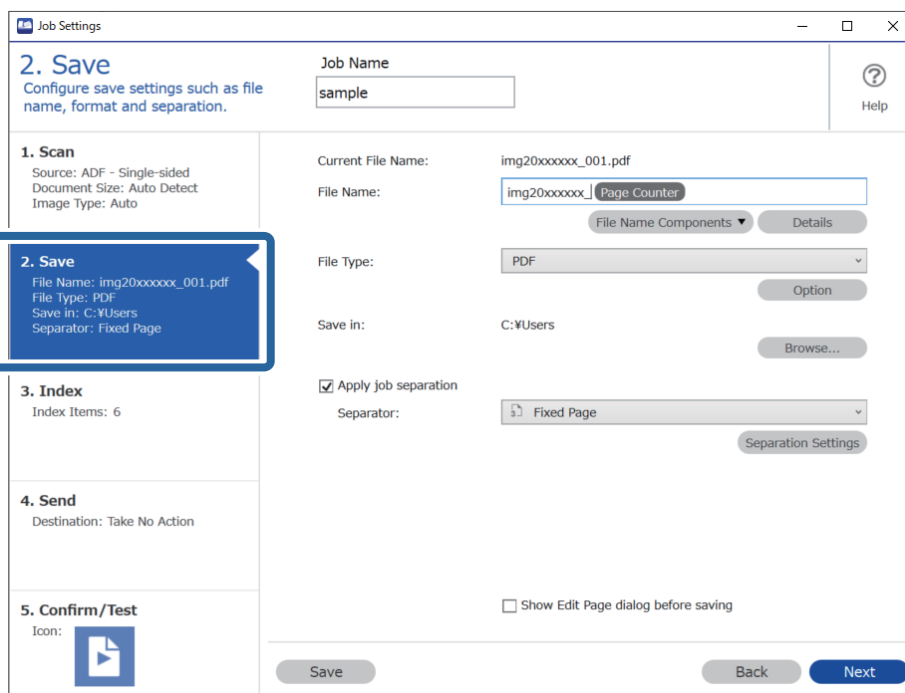 Job Settings
2. Save
Configure save settings such as file
name, format and separation.
Job Name
sample
Help
1. Scan
Source: ADF - Single-sided
Document Size: Auto Detect
Image Type: Auto
2. Save
File Name: img20xxxxxx_001.pdf
File Type: PDF
Save in: C:¥Users
Separator: Fixed Page
3. Index
Index Items: 6
4. Send
Destination: Take No Action
5. Confirm/Test
Icon:
Current File Name: img20xxxxxx_001.pdf
File Name: img20xxxxxx_ Page Counter
File Name Components Details
File Type: PDF
Option
Save in: C:¥Users
Browse...
Apply job separation
Separator: Fixed Page
Separation Settings
Show Edit Page dialog before saving
Save Back Next